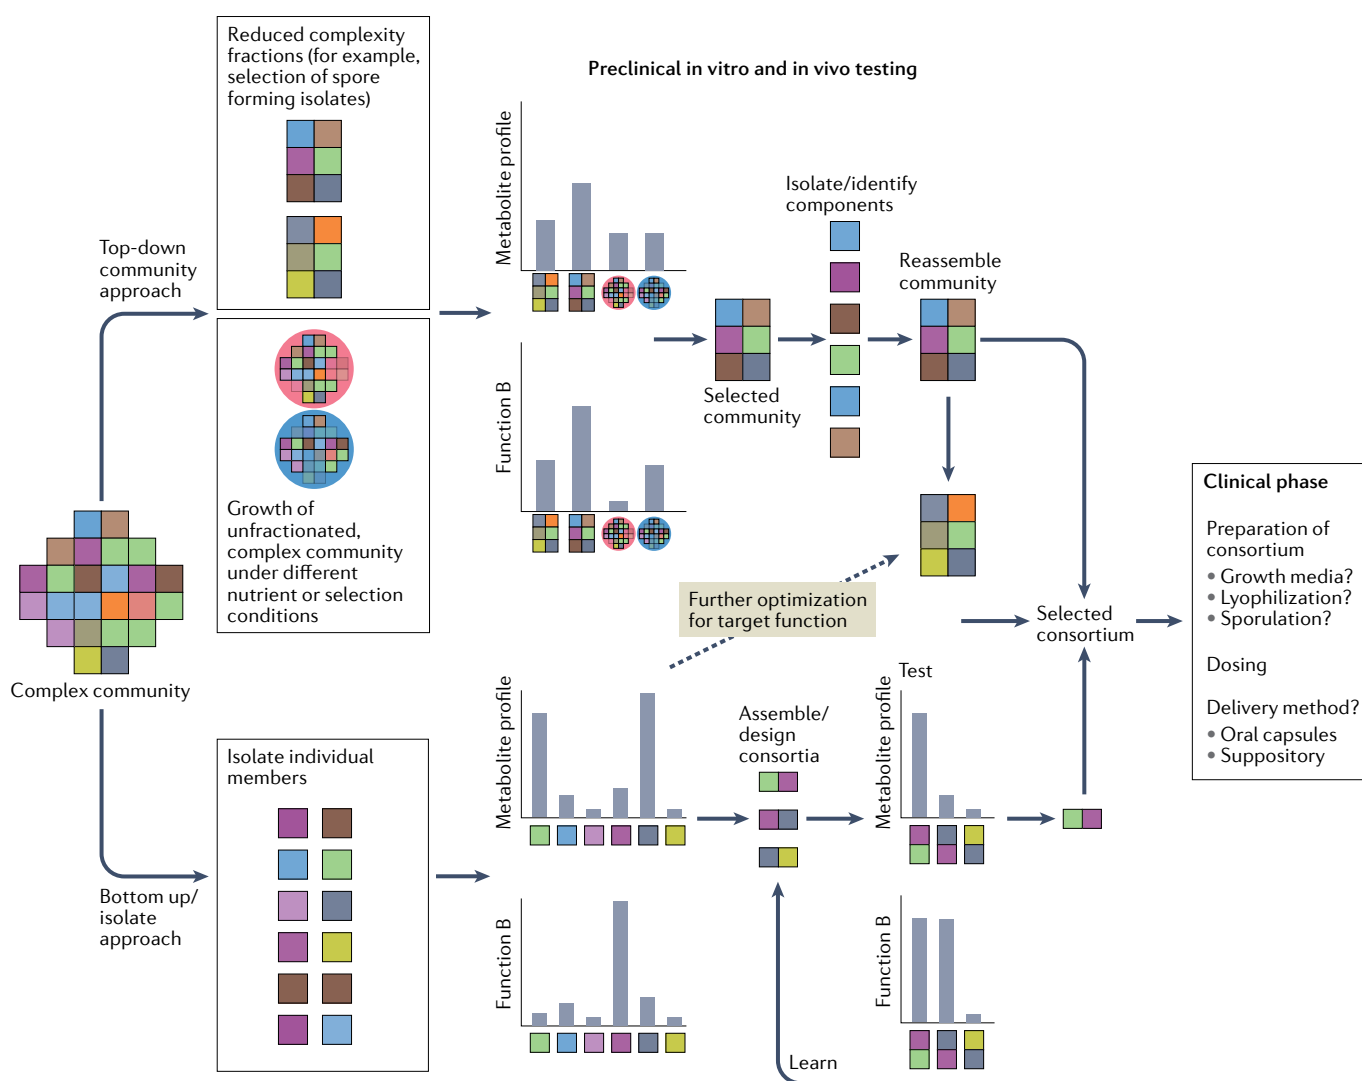 Reduced complexity
fractions (for example,
selection of spore
forming isolates)
Preclinical in vitro and in vivo testing
Metabolite profile
Isolate/identify
components
Top-down
community
approach
Reassemble
community
Function B
Selected
community
Growth of
unfractionated,
complex community
under different
nutrient or selection
conditions
Complex community
Further optimization
for target function
Selected
consortium
Clinical phase
Preparation of
consortium
• Growth media?
• Lyophilization?
• Sporulation?
Dosing
Delivery method?
• Oral capsules
• Suppository
Isolate individual
members
Bottom up/
isolate
approach
Metabolite profile
Assemble/
design
consortia
Test
Metabolite profile
Function B
Function B
Learn